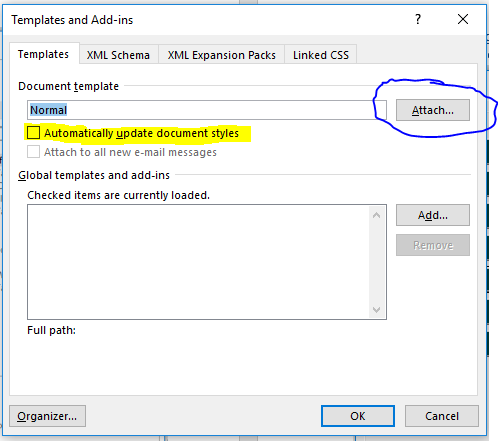 Templates and Add-ins
Templates XML Schema XML Expansion Packs Linked CSS
Document template
Normal Attach...
Automatically update document styles
Attach to all new e-mail messages
Global templates and add-ins
Checked items are currently loaded.
Add...
Remove
Full path:
Organizer... OK Cancel